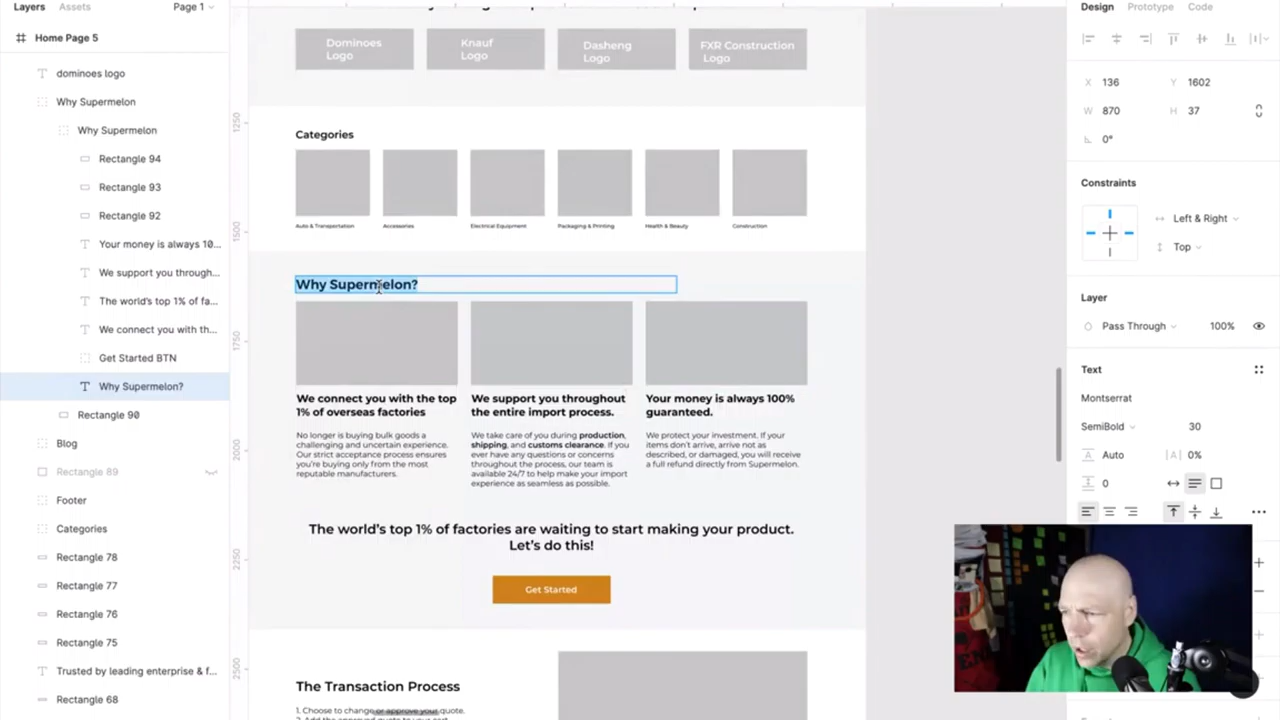 Layers
Assets
Page 1
Home Page 5
dominoes logo
Why Supermelon
Why Supermelon
Rectangle 94
Rectangle 93
Rectangle 92
Your money is always 10...
We support you through...
The world's top 1% of fa...
We connect you with th...
Get Started BTN
Why Supermelon?
Rectangle 90
Blog
Rectangle 89
Footer
Categories
Rectangle 78
Rectangle 77
Rectangle 76
Rectangle 75
Trusted by leading enterprise & f...
Rectangle 68
1250
1500
1750
2000
2250
2500
Dominoes
Logo
Knauf
Logo
Dasheng
Logo
FXR Construction
Logo
Categories
Auto & Transportation
Accessories
Electrical Equipment
Packaging & Printing
Health & Beauty
Construction
Why Supermelon?
We connect you with the top
1% of overseas factories
No longer is buying bulk goods a
challenging and uncertain experience.
Our strict acceptance process ensures
you're buying only from the most
reputable manufacturers.
We support you throughout
the entire import process.
We take care of you during production,
shipping, and customs clearance. If you
ever have any questions or concerns
throughout the process, our team is
available 24/7 to help make your import
experience as seamless as possible.
Your money is always 100%
guaranteed.
We protect your investment. If your
items don't arrive, arrive not as
described, or damaged, you will receive
a full refund directly from Supermelon.
The world's top 1% of factories are waiting to start making your product.
Let's do this!
Get Started
The Transaction Process
1. Choose to change or approve your quote.
Design
Prototype
Code
X 136
Y 1602
W 870
H 37
0°
Constraints
Left & Right
Top
Layer
Pass Through
100%
Text
Montserrat
SemiBold
30
Auto
|A| 0%
0